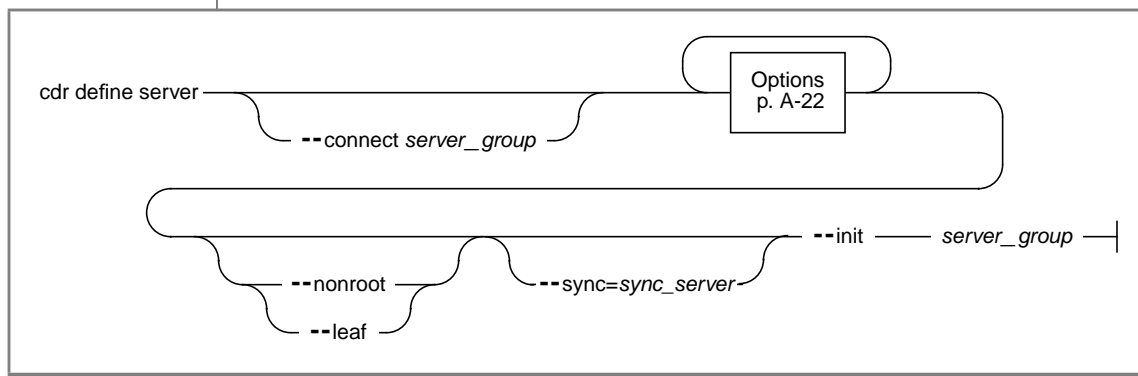 cdr define server
Options
p. A-22
--connect server_group
--init server_group
--nonroot
--sync=sync_server
--leaf